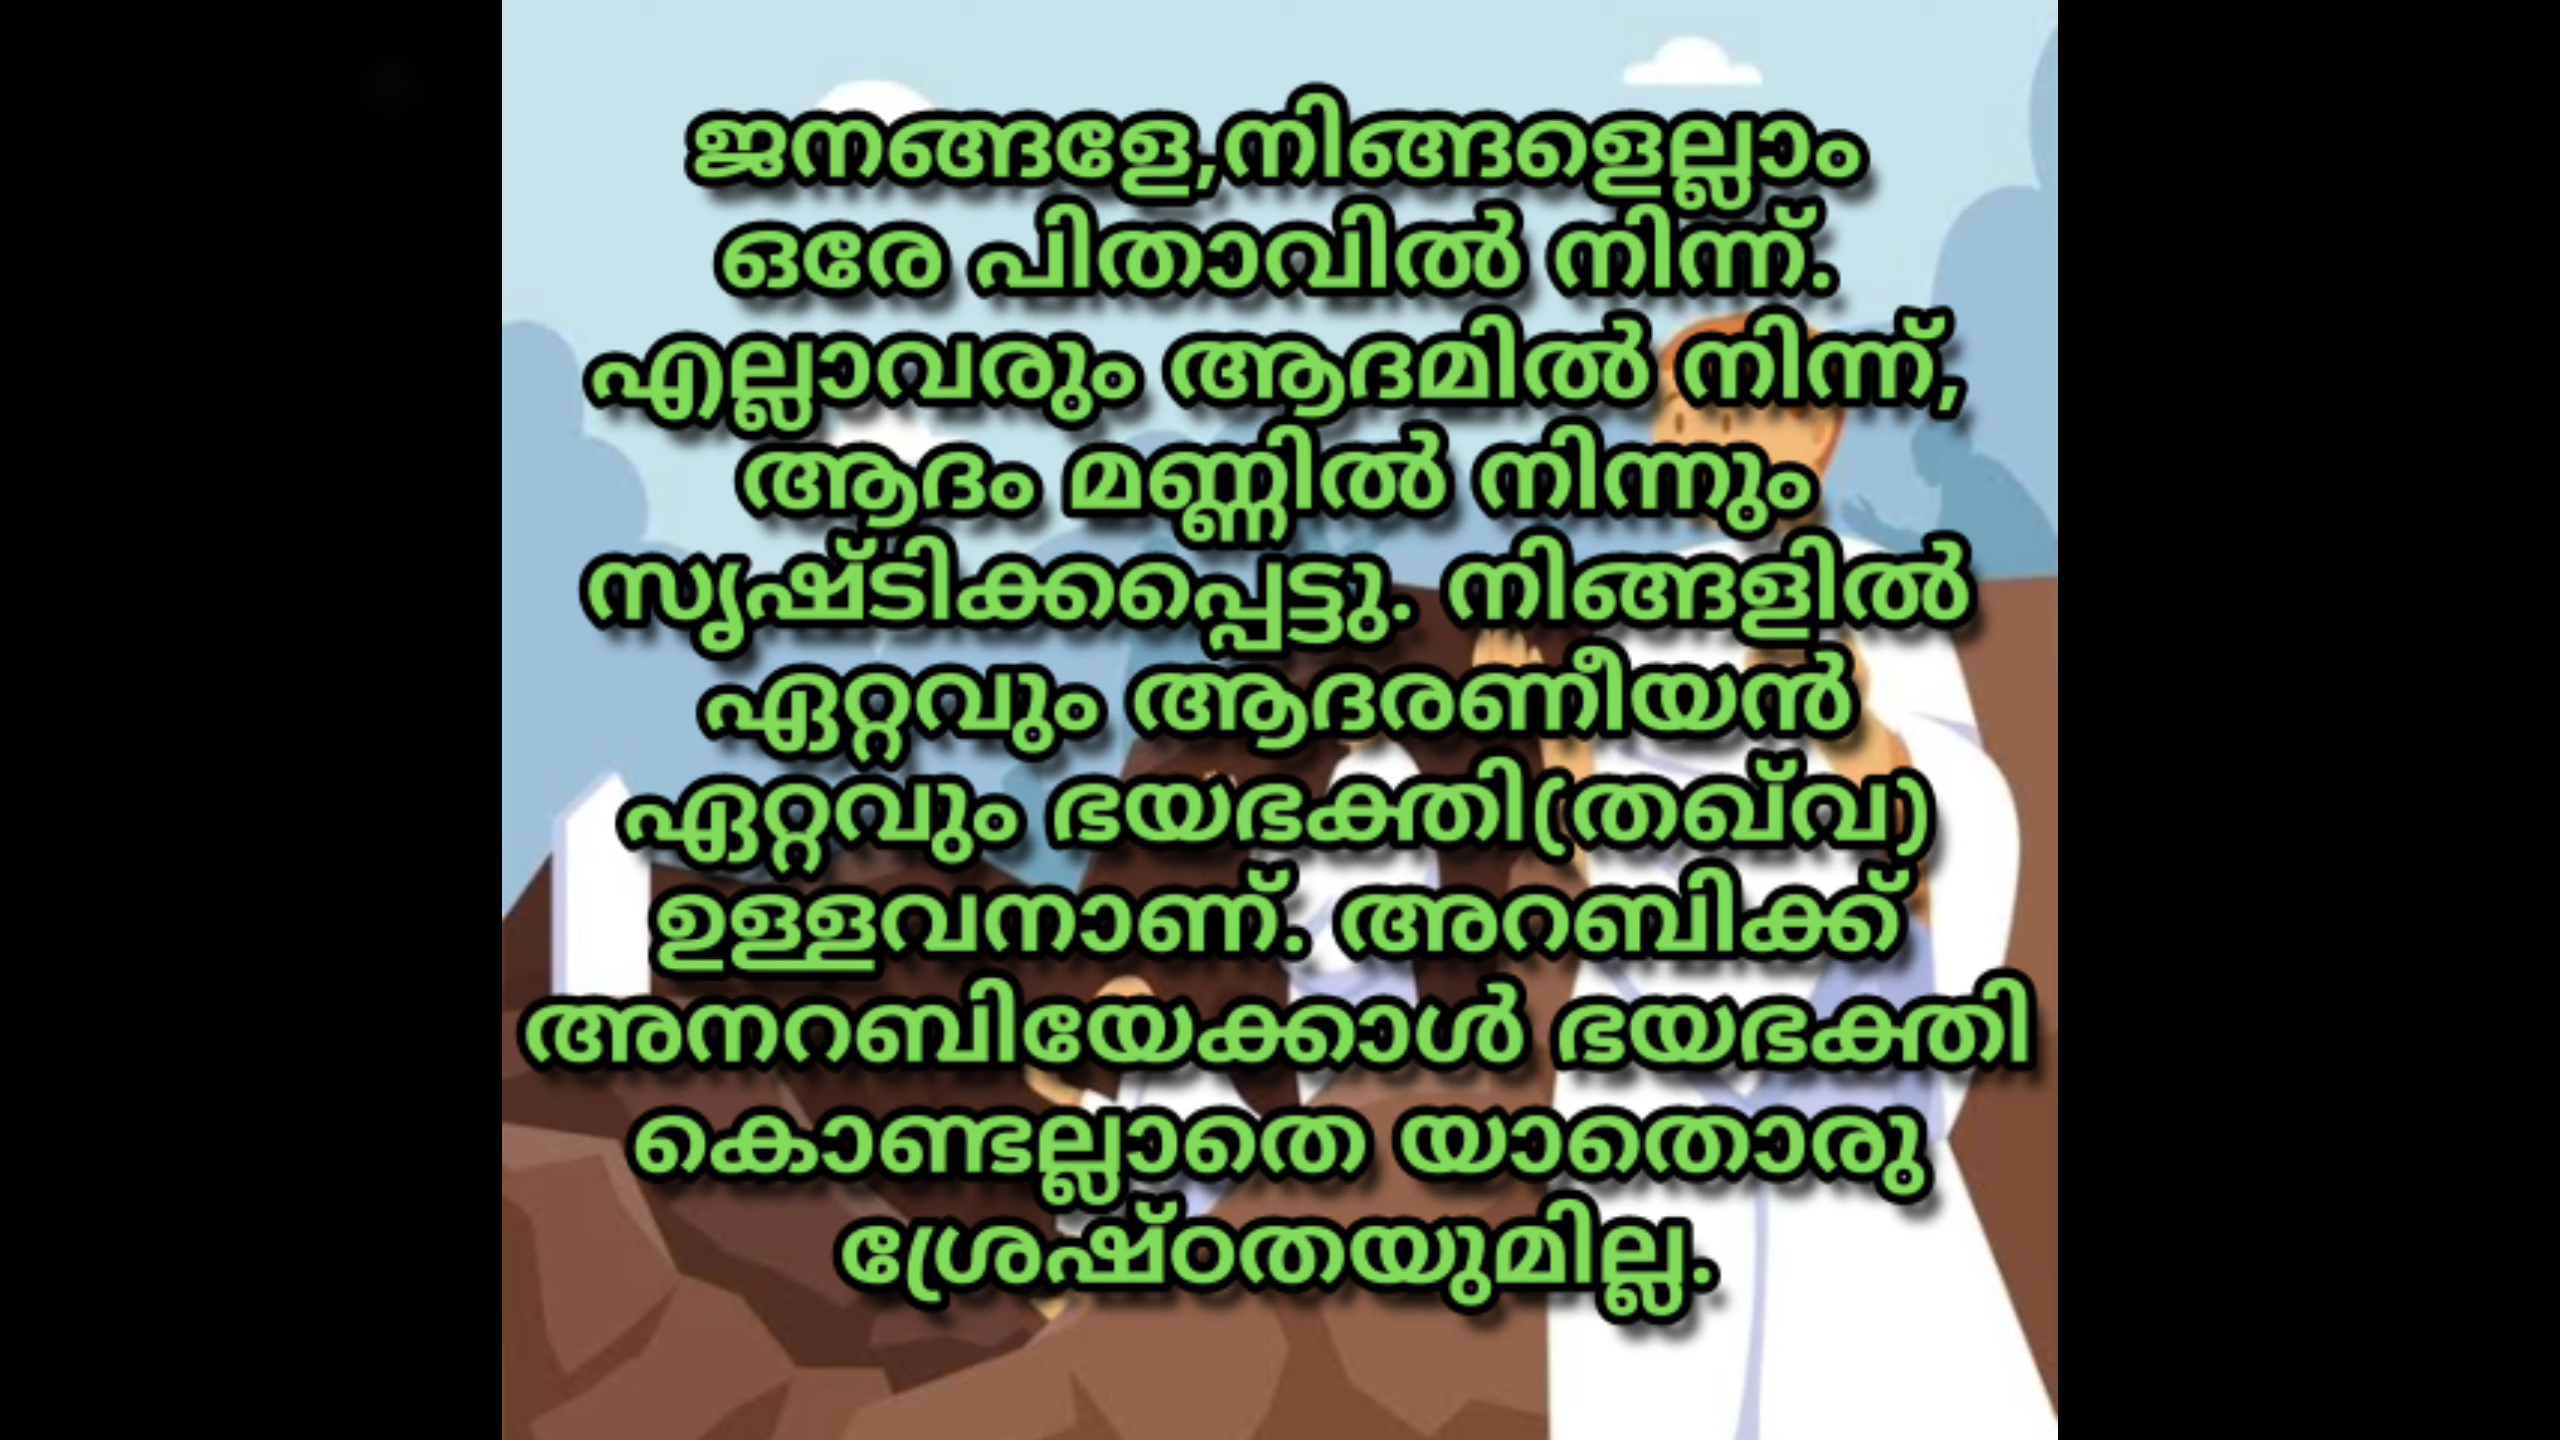 ജനങ്ങളേ,നിങ്ങളെല്ലാം
ഒരേ പിതാവിൽ നിന്ന്.
എല്ലാവരും ആദമിൽ നിന്ന്,
ആദം മണ്ണിൽ നിന്നും
സൃഷ്ടിക്കപ്പെട്ടു. നിങ്ങളിൽ
ഏറ്റവും ആദരണീയൻ
ഏറ്റവും ഭയഭക്തി(തഖ്‌വ)
ഉള്ളവനാണ്. അറബിക്ക്
അനറബിയേക്കാൾ ഭയഭക്തി
കൊണ്ടല്ലാതെ യാതൊരു
ശ്രേഷ്ഠതയുമില്ല.